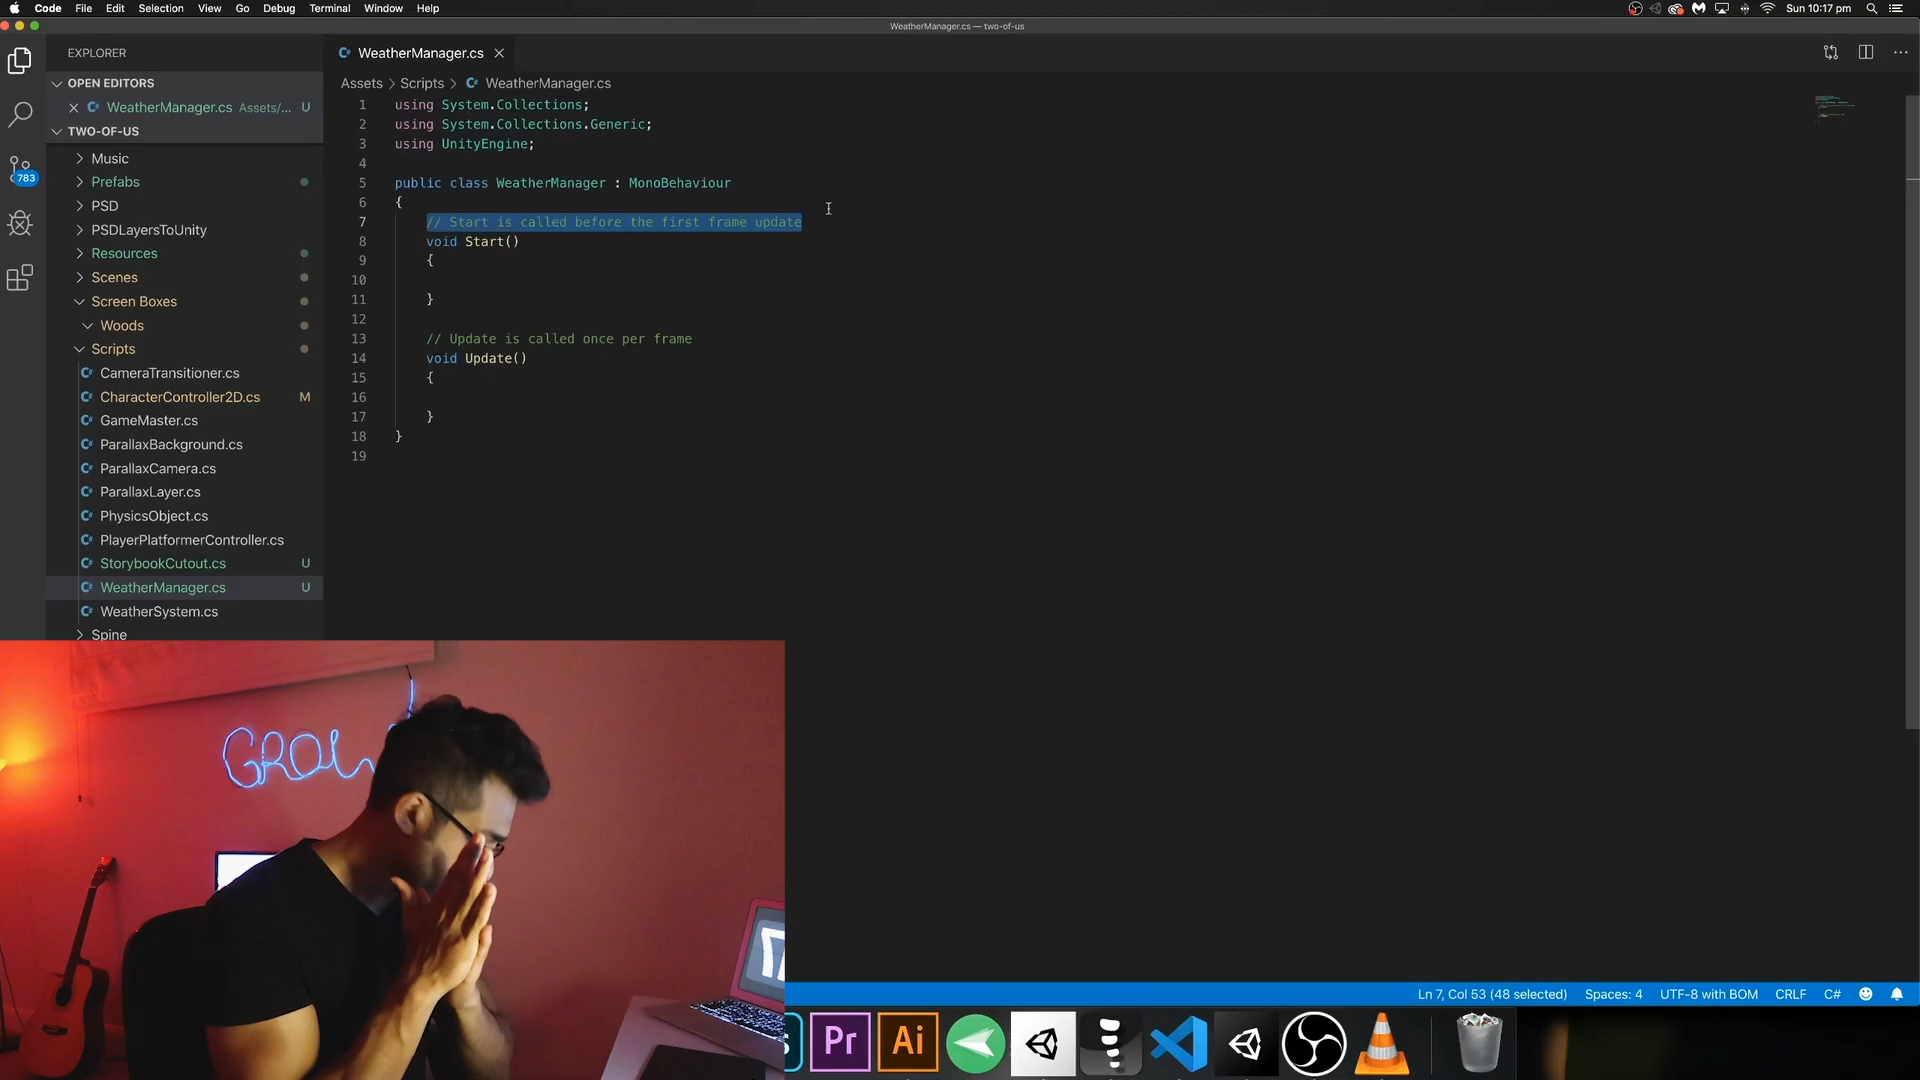 Code File Edit Selection View Go Debug Terminal Window Help
Sun 10:17 pm
WeatherManager.cs — two-of-us
EXPLORER
OPEN EDITORS
WeatherManager.cs Assets/... U
TWO-OF-US
Music
Prefabs
PSD
PSDLayersToUnity
Resources
Scenes
Screen Boxes
Woods
Scripts
CameraTransitioner.cs
CharacterController2D.cs M
GameMaster.cs
ParallaxBackground.cs
ParallaxCamera.cs
ParallaxLayer.cs
PhysicsObject.cs
PlayerPlatformerController.cs
StorybookCutout.cs U
WeatherManager.cs U
WeatherSystem.cs
Spine
783
WeatherManager.cs
Assets > Scripts > WeatherManager.cs
1 using System.Collections;
2 using System.Collections.Generic;
3 using UnityEngine;
4
5 public class WeatherManager : MonoBehaviour
6 {
7 // Start is called before the first frame update
8 void Start()
9 {
10
11 }
12
13 // Update is called once per frame
14 void Update()
15 {
16
17 }
18 }
19
Ln 7, Col 53 (48 selected) Spaces: 4 UTF-8 with BOM CRLF C#
Pr Ai